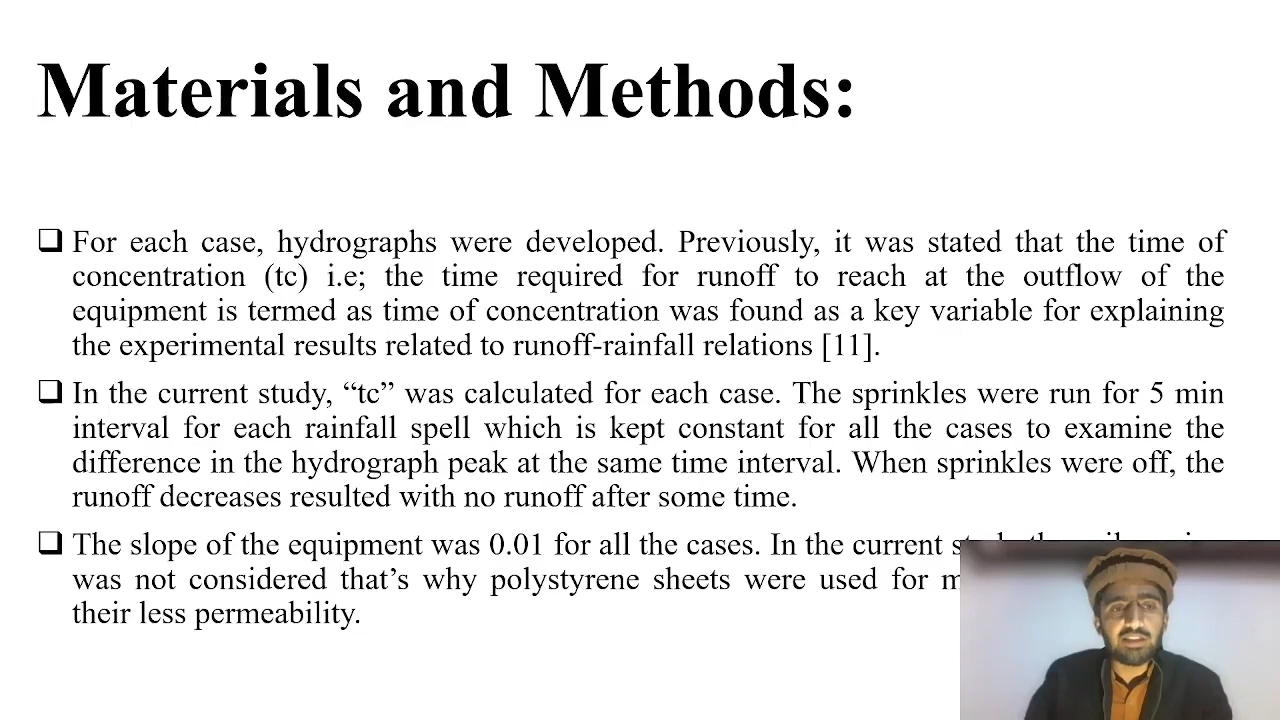 Materials and Methods:
For each case, hydrographs were developed. Previously, it was stated that the time of
concentration (tc) i.e; the time required for runoff to reach at the outflow of the
equipment is termed as time of concentration was found as a key variable for explaining
the experimental results related to runoff-rainfall relations [11].
In the current study, “tc” was calculated for each case. The sprinkles were run for 5 min
interval for each rainfall spell which is kept constant for all the cases to examine the
difference in the hydrograph peak at the same time interval. When sprinkles were off, the
runoff decreases resulted with no runoff after some time.
The slope of the equipment was 0.01 for all the cases. In the current
was not considered that’s why polystyrene sheets were used for
their less permeability.